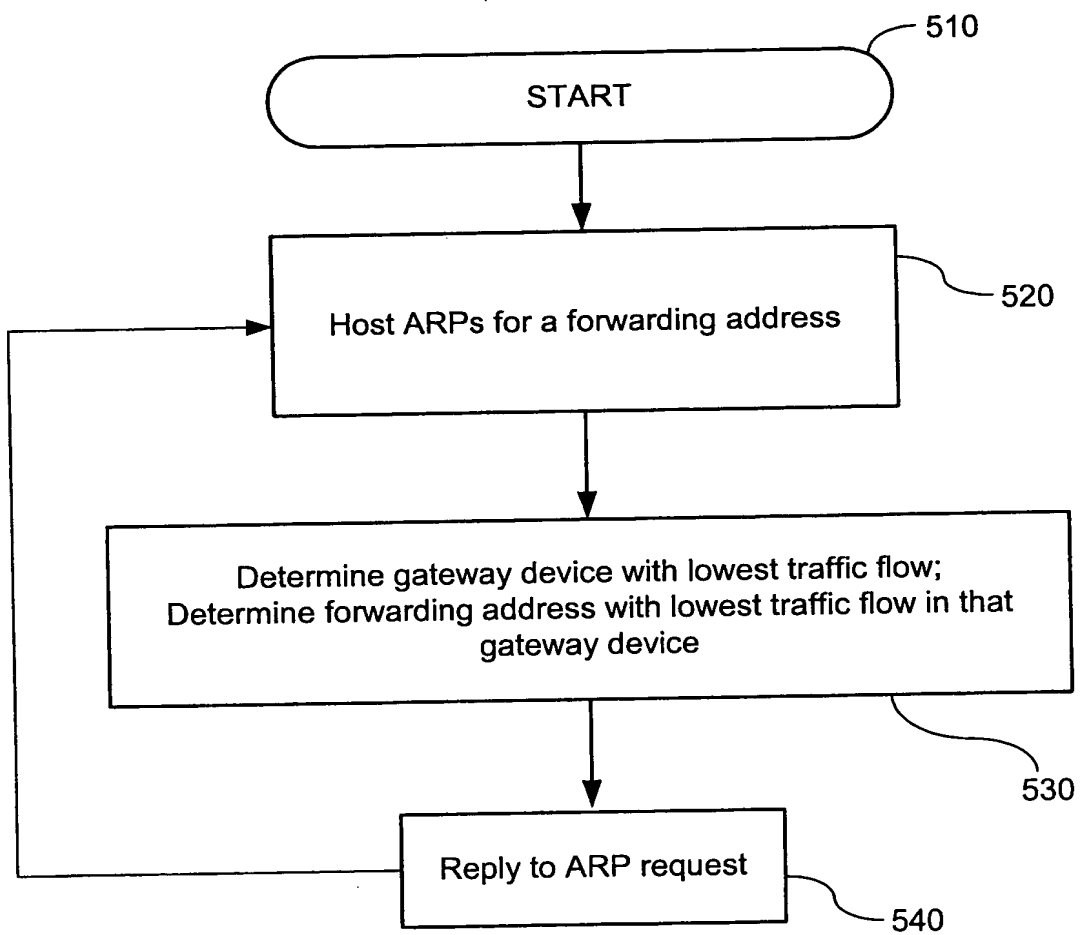 510
START
520
Host ARPs for a forwarding address
Determine gateway device with lowest traffic flow;
Determine forwarding address with lowest traffic flow in that
gateway device
530
Reply to ARP request
540